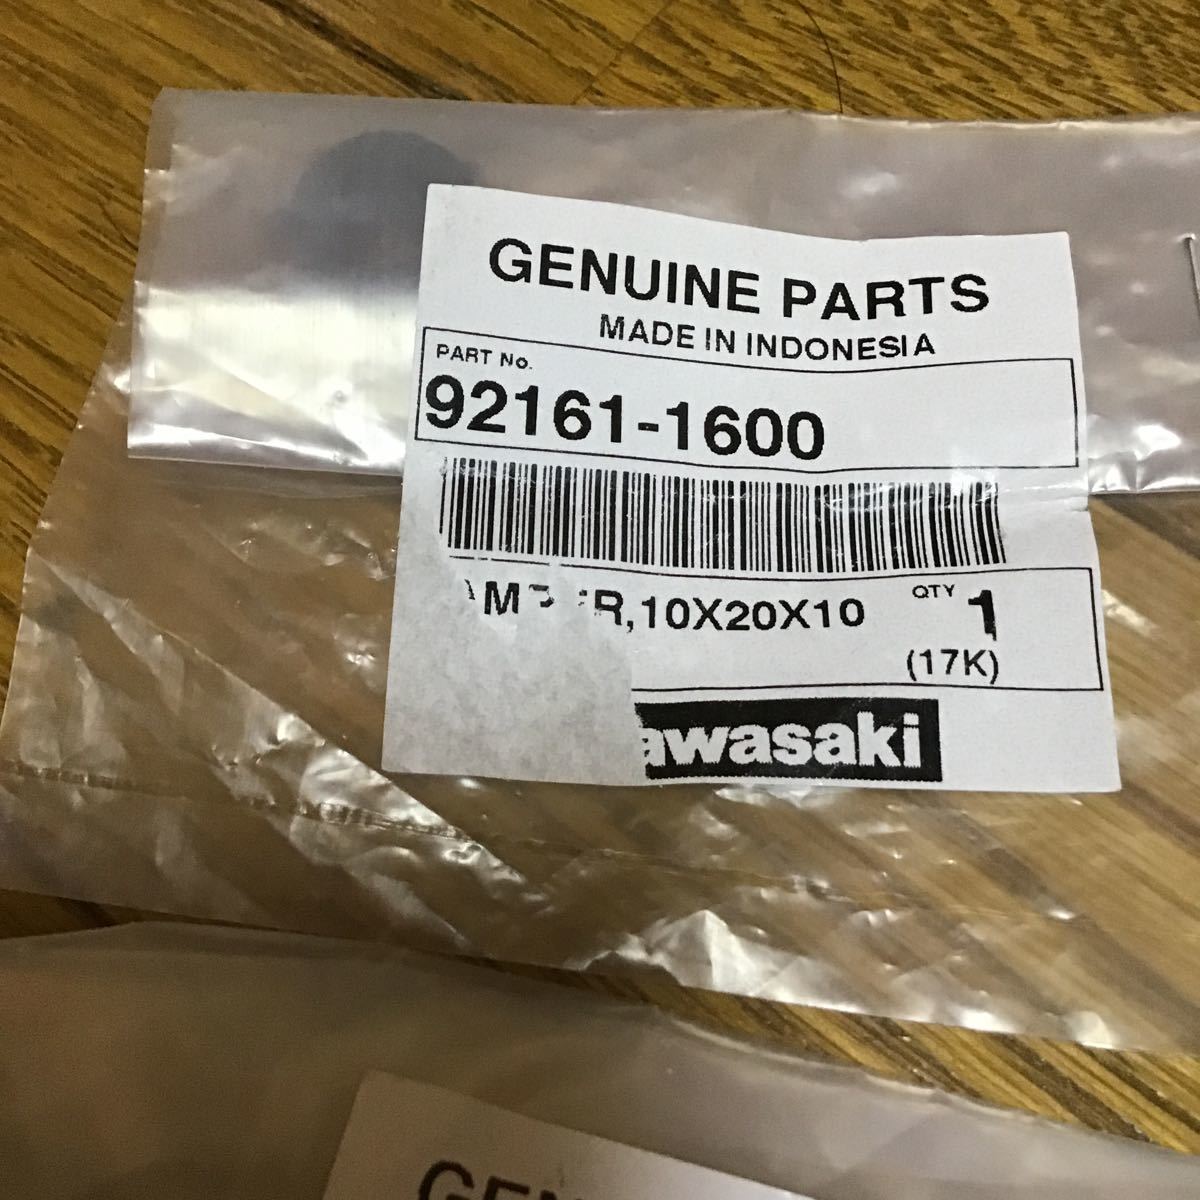 GENUINE PARTS
MADE IN INDONESIA
PART No.
92161-1600
,10X20X10 QTY 1
(17K)
awasaki